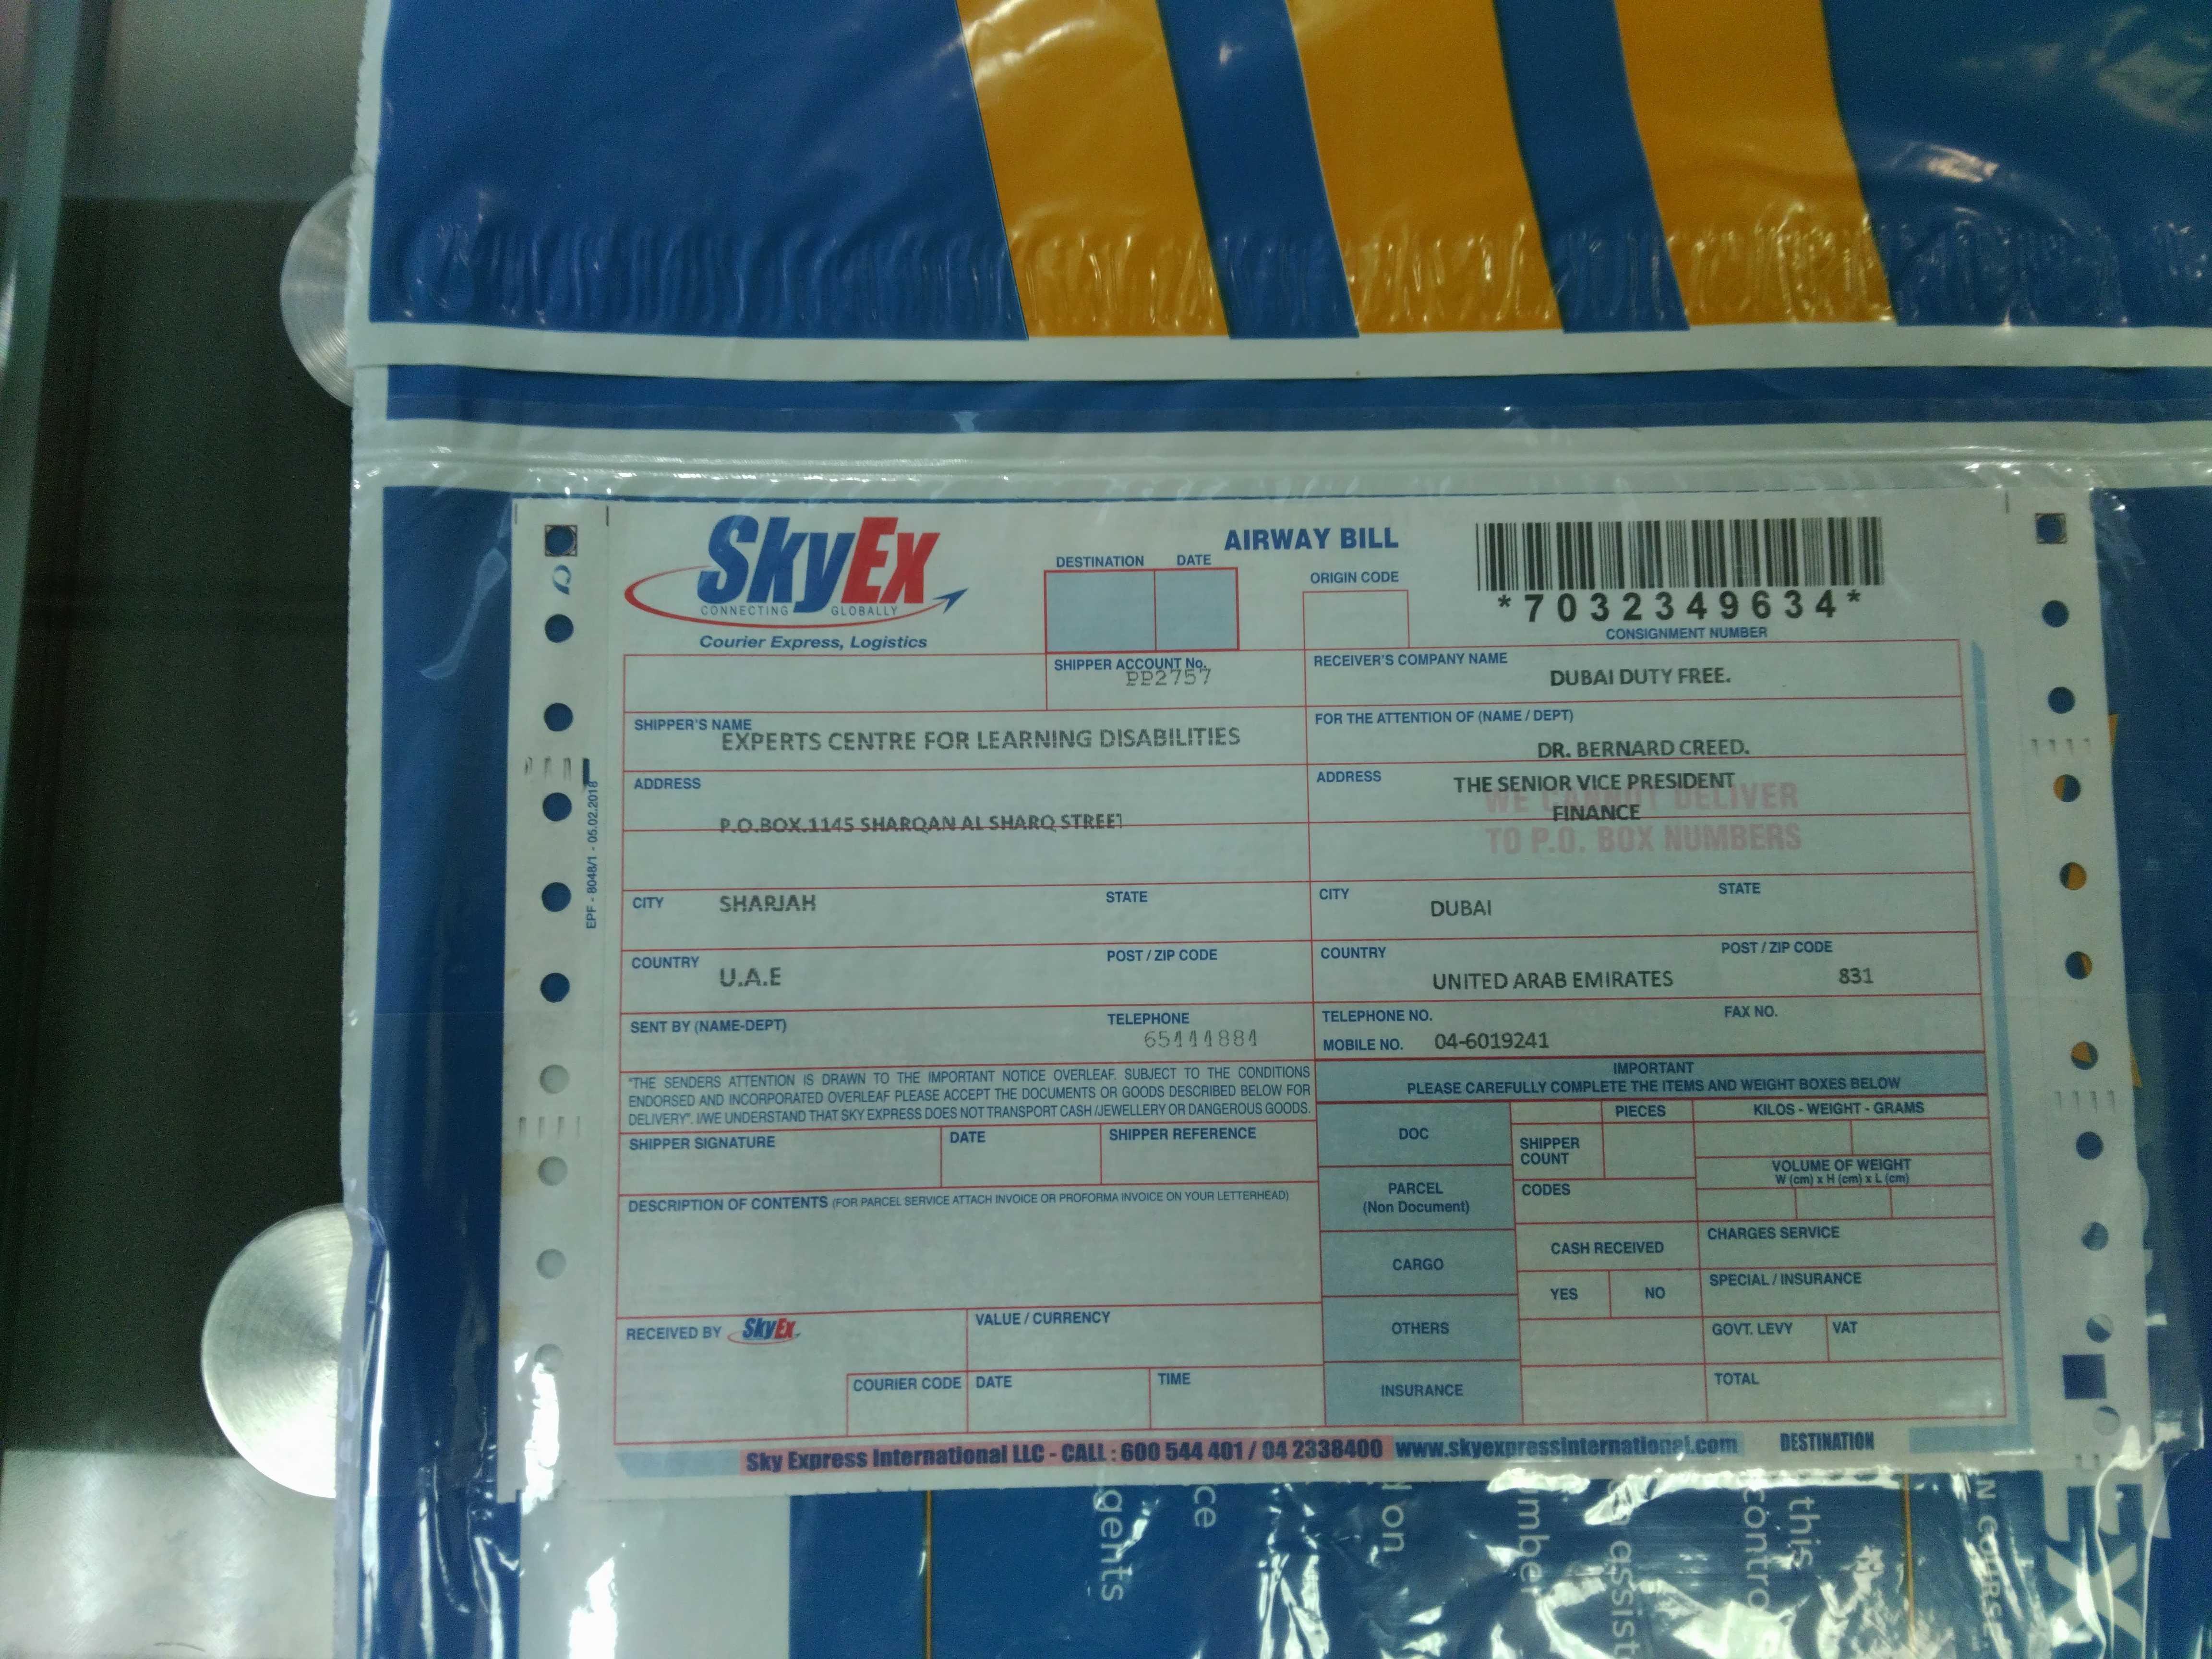 SkyEx
CONNECTING GLOBALLY
Courier Express, Logistics
AIRWAY BILL
DESTINATION DATE
ORIGIN CODE
*7032349634*
CONSIGNMENT NUMBER
SHIPPER ACCOUNT No.
PP2757
RECEIVER'S COMPANY NAME
DUBAI DUTY FREE.
SHIPPER'S NAME
EXPERTS CENTRE FOR LEARNING DISABILITIES
FOR THE ATTENTION OF (NAME / DEPT)
DR. BERNARD CREED.
ADDRESS
P.O.BOX.1145 SHARQAN AL SHARQ STREET
ADDRESS
THE SENIOR VICE PRESIDENT
FINANCE
WE CANNOT DELIVER
TO P.O. BOX NUMBERS
CITY SHARJAH STATE
CITY DUBAI STATE
COUNTRY U.A.E POST / ZIP CODE
COUNTRY UNITED ARAB EMIRATES POST / ZIP CODE 831
SENT BY (NAME-DEPT) TELEPHONE
65444884
TELEPHONE NO. FAX NO.
MOBILE NO. 04-6019241
"THE SENDERS ATTENTION IS DRAWN TO THE IMPORTANT NOTICE OVERLEAF. SUBJECT TO THE CONDITIONS
ENDORSED AND INCORPORATED OVERLEAF PLEASE ACCEPT THE DOCUMENTS OR GOODS DESCRIBED BELOW FOR
DELIVERY". I/WE UNDERSTAND THAT SKY EXPRESS DOES NOT TRANSPORT CASH /JEWELLERY OR DANGEROUS GOODS.
IMPORTANT
PLEASE CAREFULLY COMPLETE THE ITEMS AND WEIGHT BOXES BELOW
SHIPPER SIGNATURE DATE SHIPPER REFERENCE
DESCRIPTION OF CONTENTS (FOR PARCEL SERVICE ATTACH INVOICE OR PROFORMA INVOICE ON YOUR LETTERHEAD)
DOC
PARCEL
(Non Document)
CARGO
OTHERS
INSURANCE
PIECES
SHIPPER
COUNT
CODES
CASH RECEIVED
YES NO
KILOS - WEIGHT - GRAMS
VOLUME OF WEIGHT
W (cm) x H (cm) x L (cm)
CHARGES SERVICE
SPECIAL / INSURANCE
GOVT. LEVY VAT
TOTAL
RECEIVED BY SkyEx
VALUE / CURRENCY
COURIER CODE DATE TIME
Sky Express International LLC - CALL : 600 544 401 / 04 2338400 www.skyexpressinternational.com DESTINATION
EPF - 8048/1 - 05.02.2018
gents
ce
on
mber
assist
control
this
N COURSE.